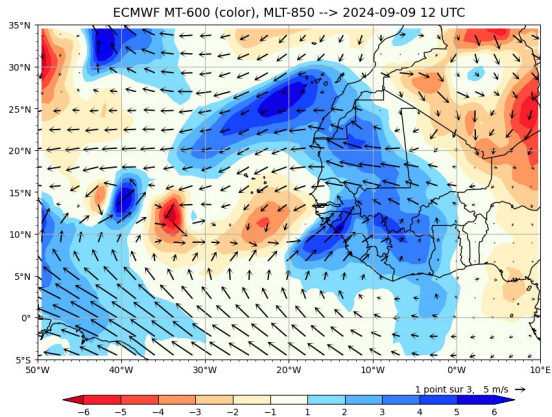 ECMWF MT-600 (color), MLT-850 --> 2024-09-09 12 UTC
35°N
30°N
25°N
20°N
15°N
10°N
5°N
0°
5°S
50°W 40°W 30°W 20°W 10°W 0°W 10°E
1 point sur 3, 5 m/s
−6 −5 −4 −3 −2 −1 1 2 3 4 5 6